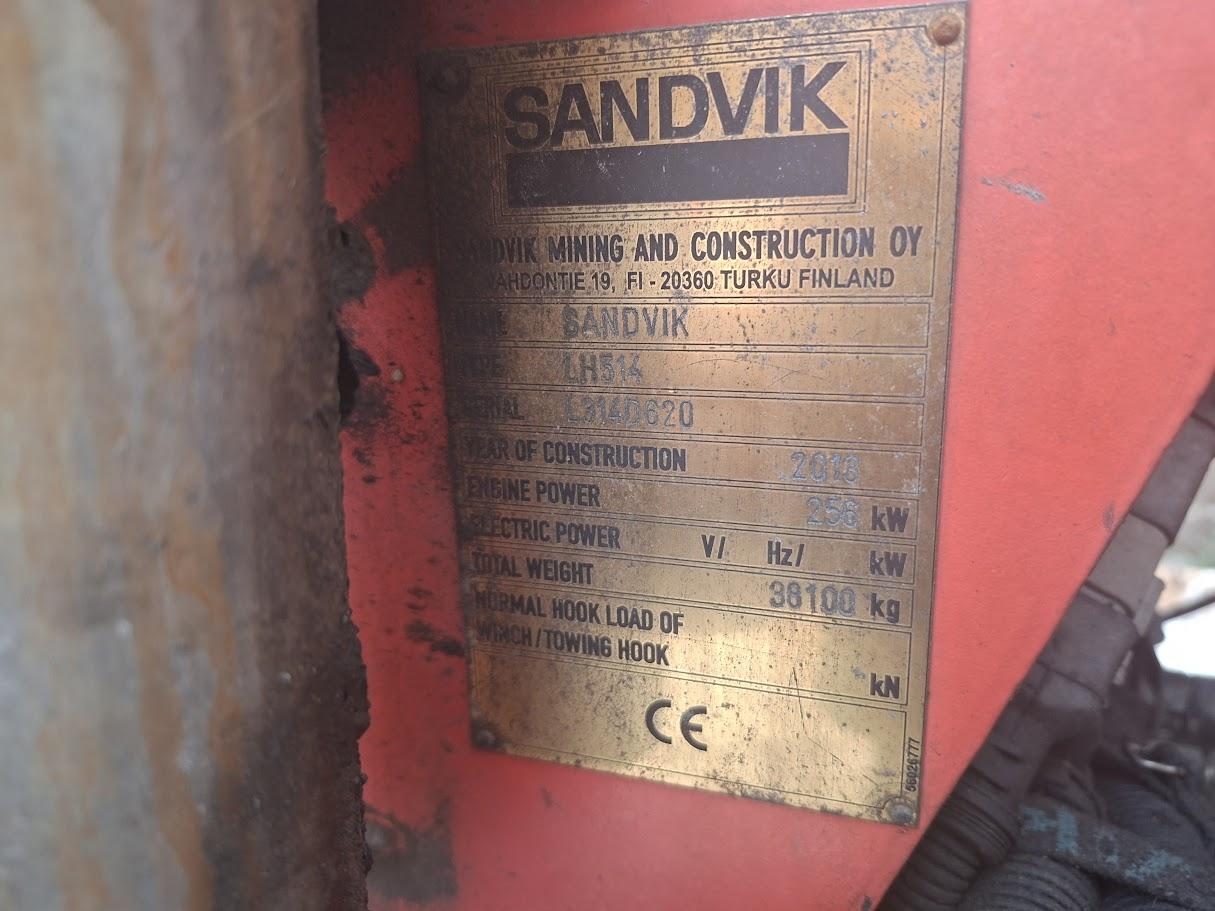 SANDVIK
SANDVIK MINING AND CONSTRUCTION OY
VAHDONTIE 19, FI - 20360 TURKU FINLAND
NAME SANDVIK
TYPE LH514
SERIAL L314D620
YEAR OF CONSTRUCTION 2013
ENGINE POWER 256 kW
ELECTRIC POWER V/ Hz/ kW
TOTAL WEIGHT 38100 kg
NORMAL HOOK LOAD OF
WINCH / TOWING HOOK
kN
CE
56026777